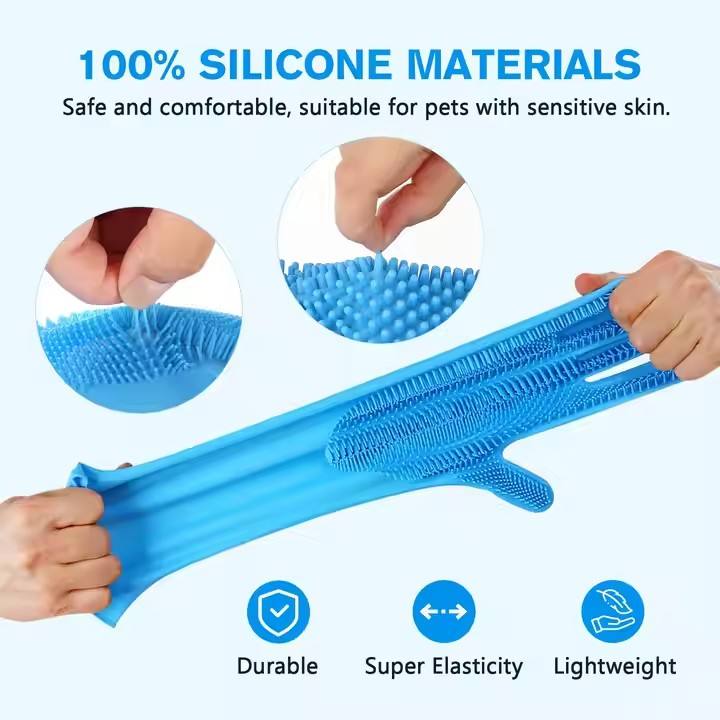 100% SILICONE MATERIALS
Safe and comfortable, suitable for pets with sensitive skin.
Durable
Super Elasticity
Lightweight